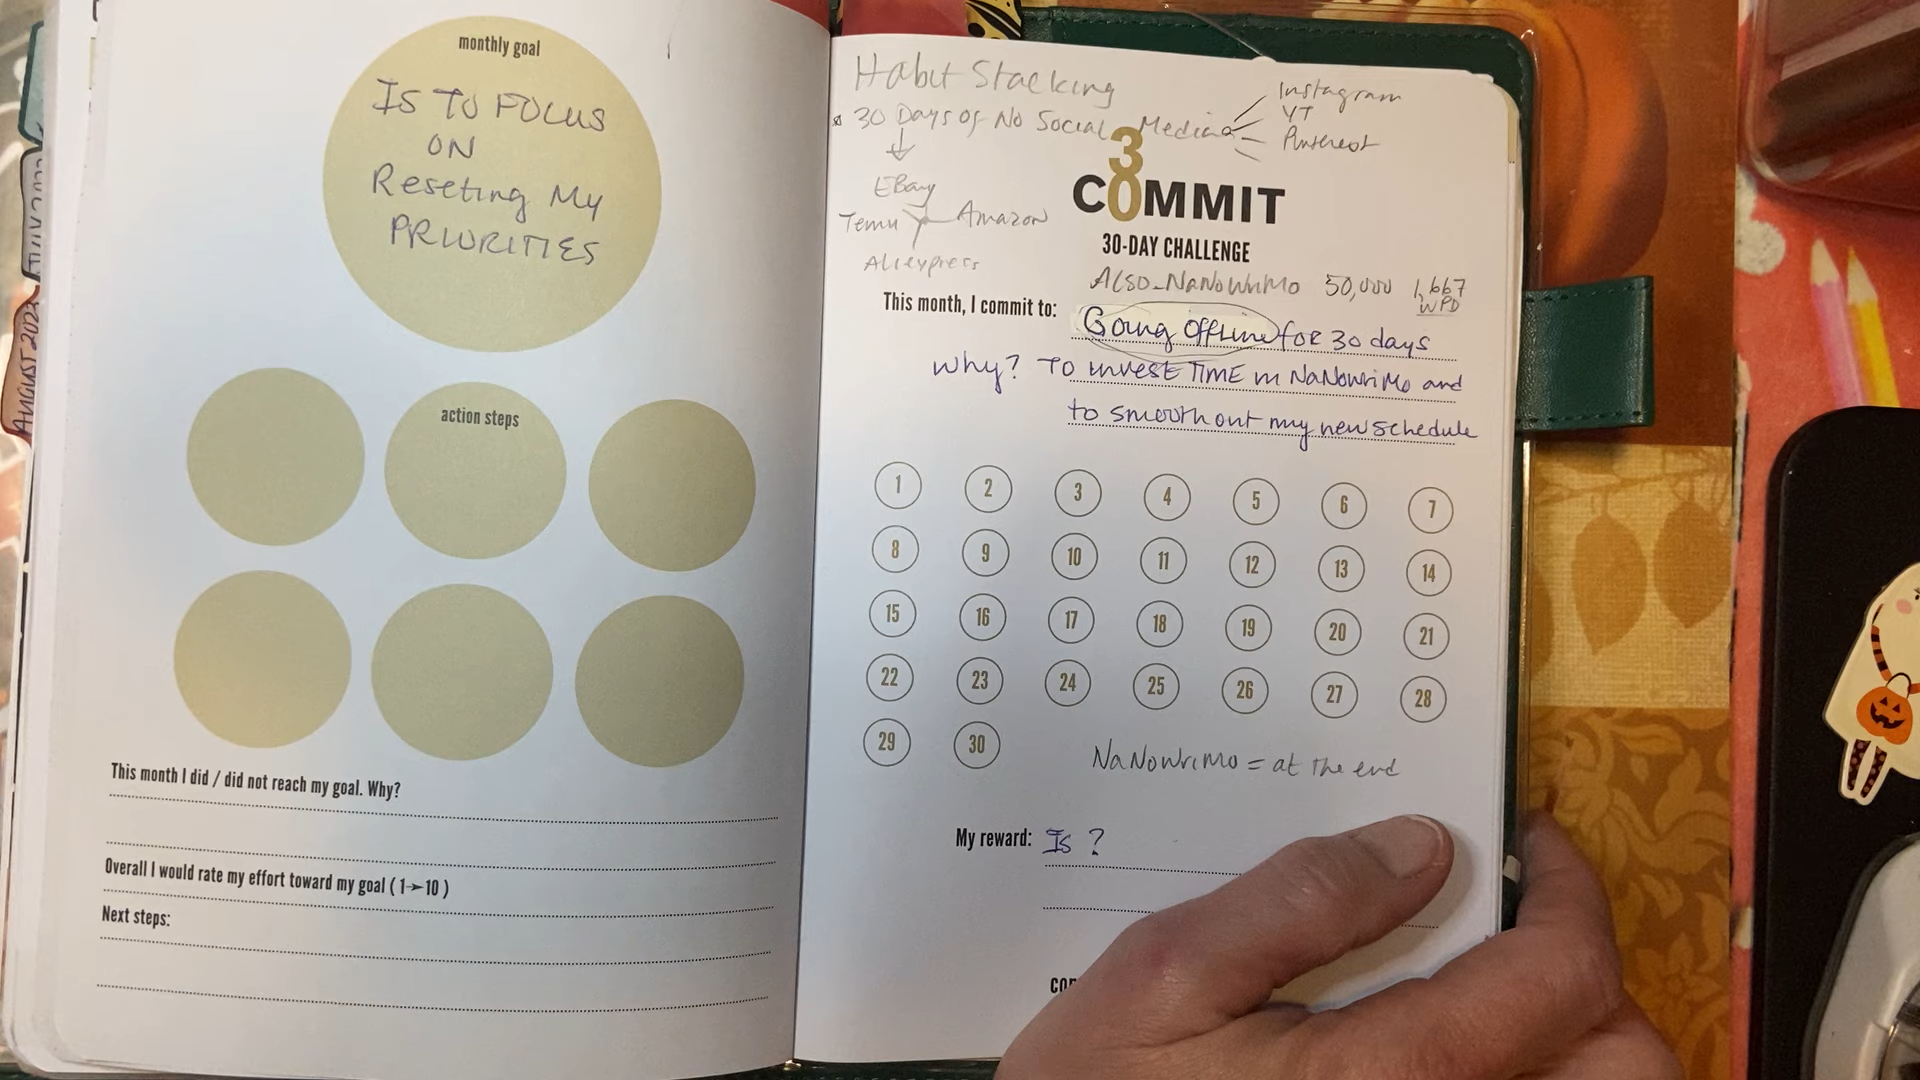 monthly goal
Is TO FOCUS
ON
Reseting My
PRIORITIES
action steps
This month I did / did not reach my goal. Why?
Overall I would rate my effort toward my goal ( 1➛10 )
Next steps:
Habit Stacking
30 Days of No Social Media
Instagram
YT
Pinterest
EBay
Temu
Amazon
Aliexpress
30
COMMIT
30-DAY CHALLENGE
Also - NaNoWriMo 50,000 1,667
WPD
This month, I commit to: Going Offline for 30 days
Why? To invest Time in NaNoWriMo and
to smooth out my new schedule
1 2 3 4 5 6 7
8 9 10 11 12 13 14
15 16 17 18 19 20 21
22 23 24 25 26 27 28
29 30
NaNoWriMo = at the end
My reward: Is ?